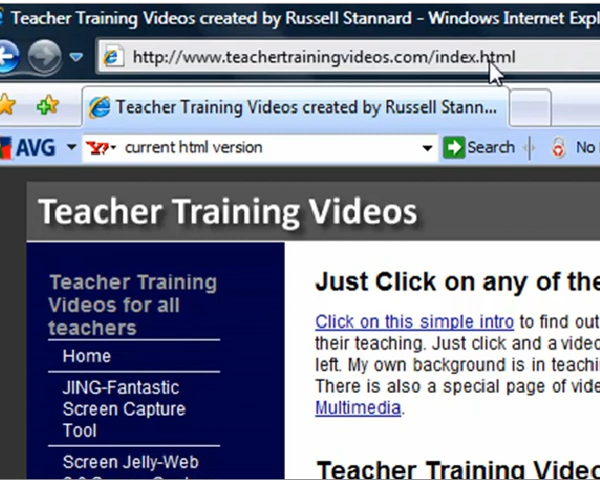 Teacher Training Videos created by Russell Stannard - Windows Internet Expl
http://www.teachertrainingvideos.com/index.html
Teacher Training Videos created by Russell Stann...
AVG
Y?
current html version
Search
No
Teacher Training Videos
Teacher Training
Videos for all
teachers
Home
JING-Fantastic
Screen Capture
Tool
Screen Jelly-Web
Just Click on any of the
Click on this simple intro to find out
their teaching. Just click and a video
left. My own background is in teachi
There is also a special page of vide
Multimedia.
Teacher Training Video